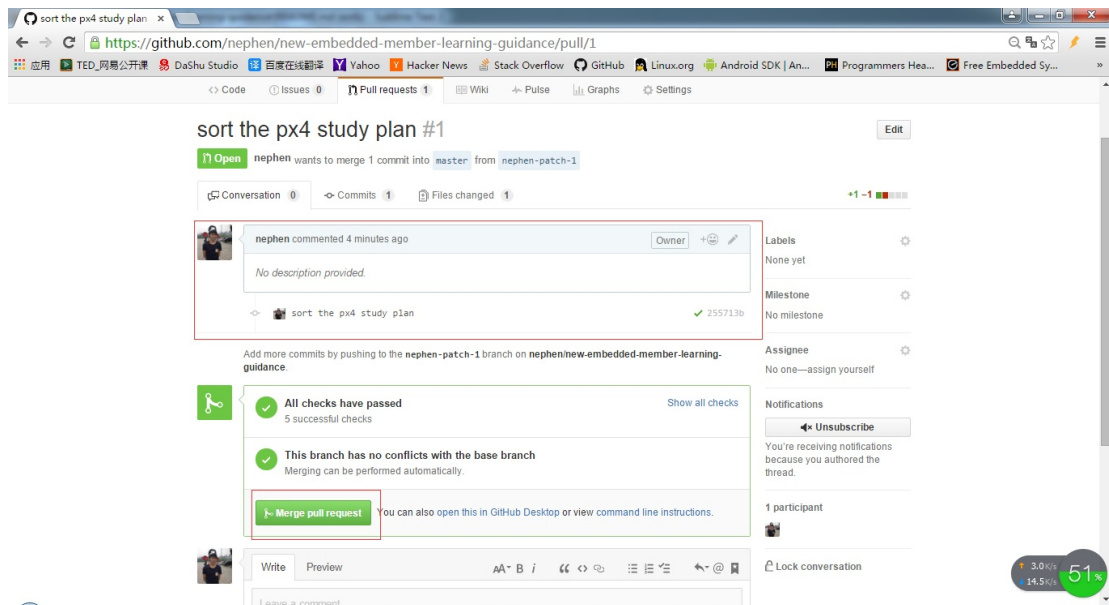 sort the px4 study plan
https://github.com/nephen/new-embedded-member-learning-guidance/pull/1
应用 TED_网易公开课 DaShu Studio 百度在线翻译 Yahoo Hacker News Stack Overflow GitHub Linux.org Android SDK | An... Programmers Hea... Free Embedded Sy... »
Code Issues 0 Pull requests 1 Wiki Pulse Graphs Settings
sort the px4 study plan #1 Edit
Open nephen wants to merge 1 commit into master from nephen-patch-1
Conversation 0 Commits 1 Files changed 1 +1 −1
nephen commented 4 minutes ago Owner
No description provided.
sort the px4 study plan 255713b
Add more commits by pushing to the nephen-patch-1 branch on nephen/new-embedded-member-learning-
guidance.
All checks have passed Show all checks
5 successful checks
This branch has no conflicts with the base branch
Merging can be performed automatically.
Merge pull request You can also open this in GitHub Desktop or view command line instructions.
Write Preview AA B i
Leave a comment
Labels
None yet
Milestone
No milestone
Assignee
No one—assign yourself
Notifications
Unsubscribe
You're receiving notifications
because you authored the
thread.
1 participant
Lock conversation
3.0K/s
14.5K/s
51%